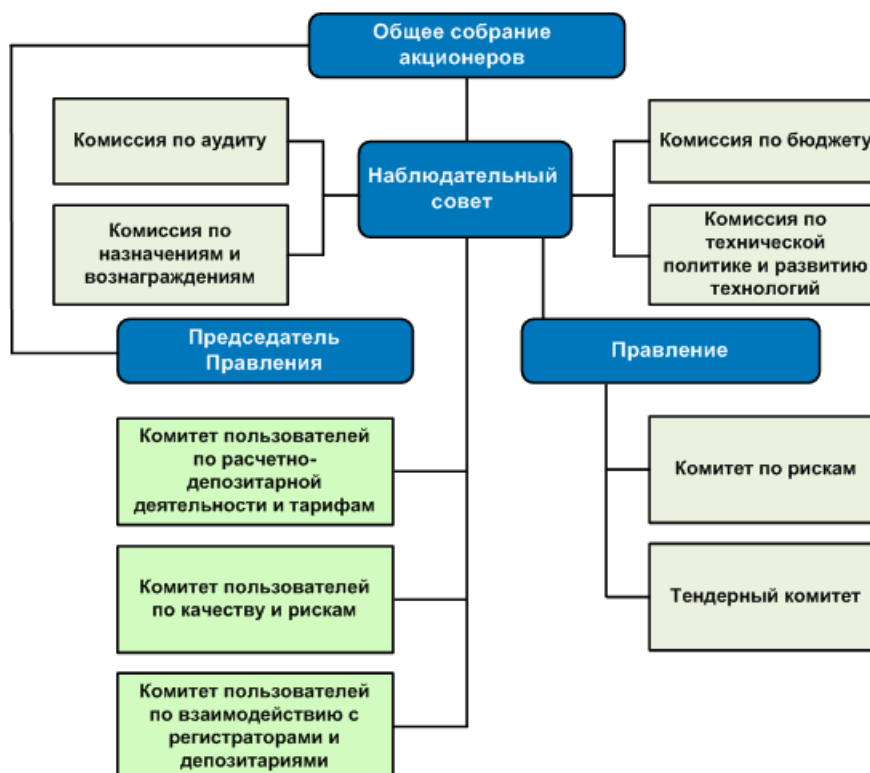 Общее собрание
акционеров
Комиссия по аудиту
Комиссия по бюджету
Наблюдательный
совет
Комиссия по
назначениям и
вознаграждениям
Комиссия по
технической
политике и развитию
технологий
Председатель
Правления
Правление
Комитет пользователей
по расчетно-
депозитарной
деятельности и тарифам
Комитет по рискам
Комитет пользователей
по качеству и рискам
Тендерный комитет
Комитет пользователей
по взаимодействию с
регистраторами и
депозитариями